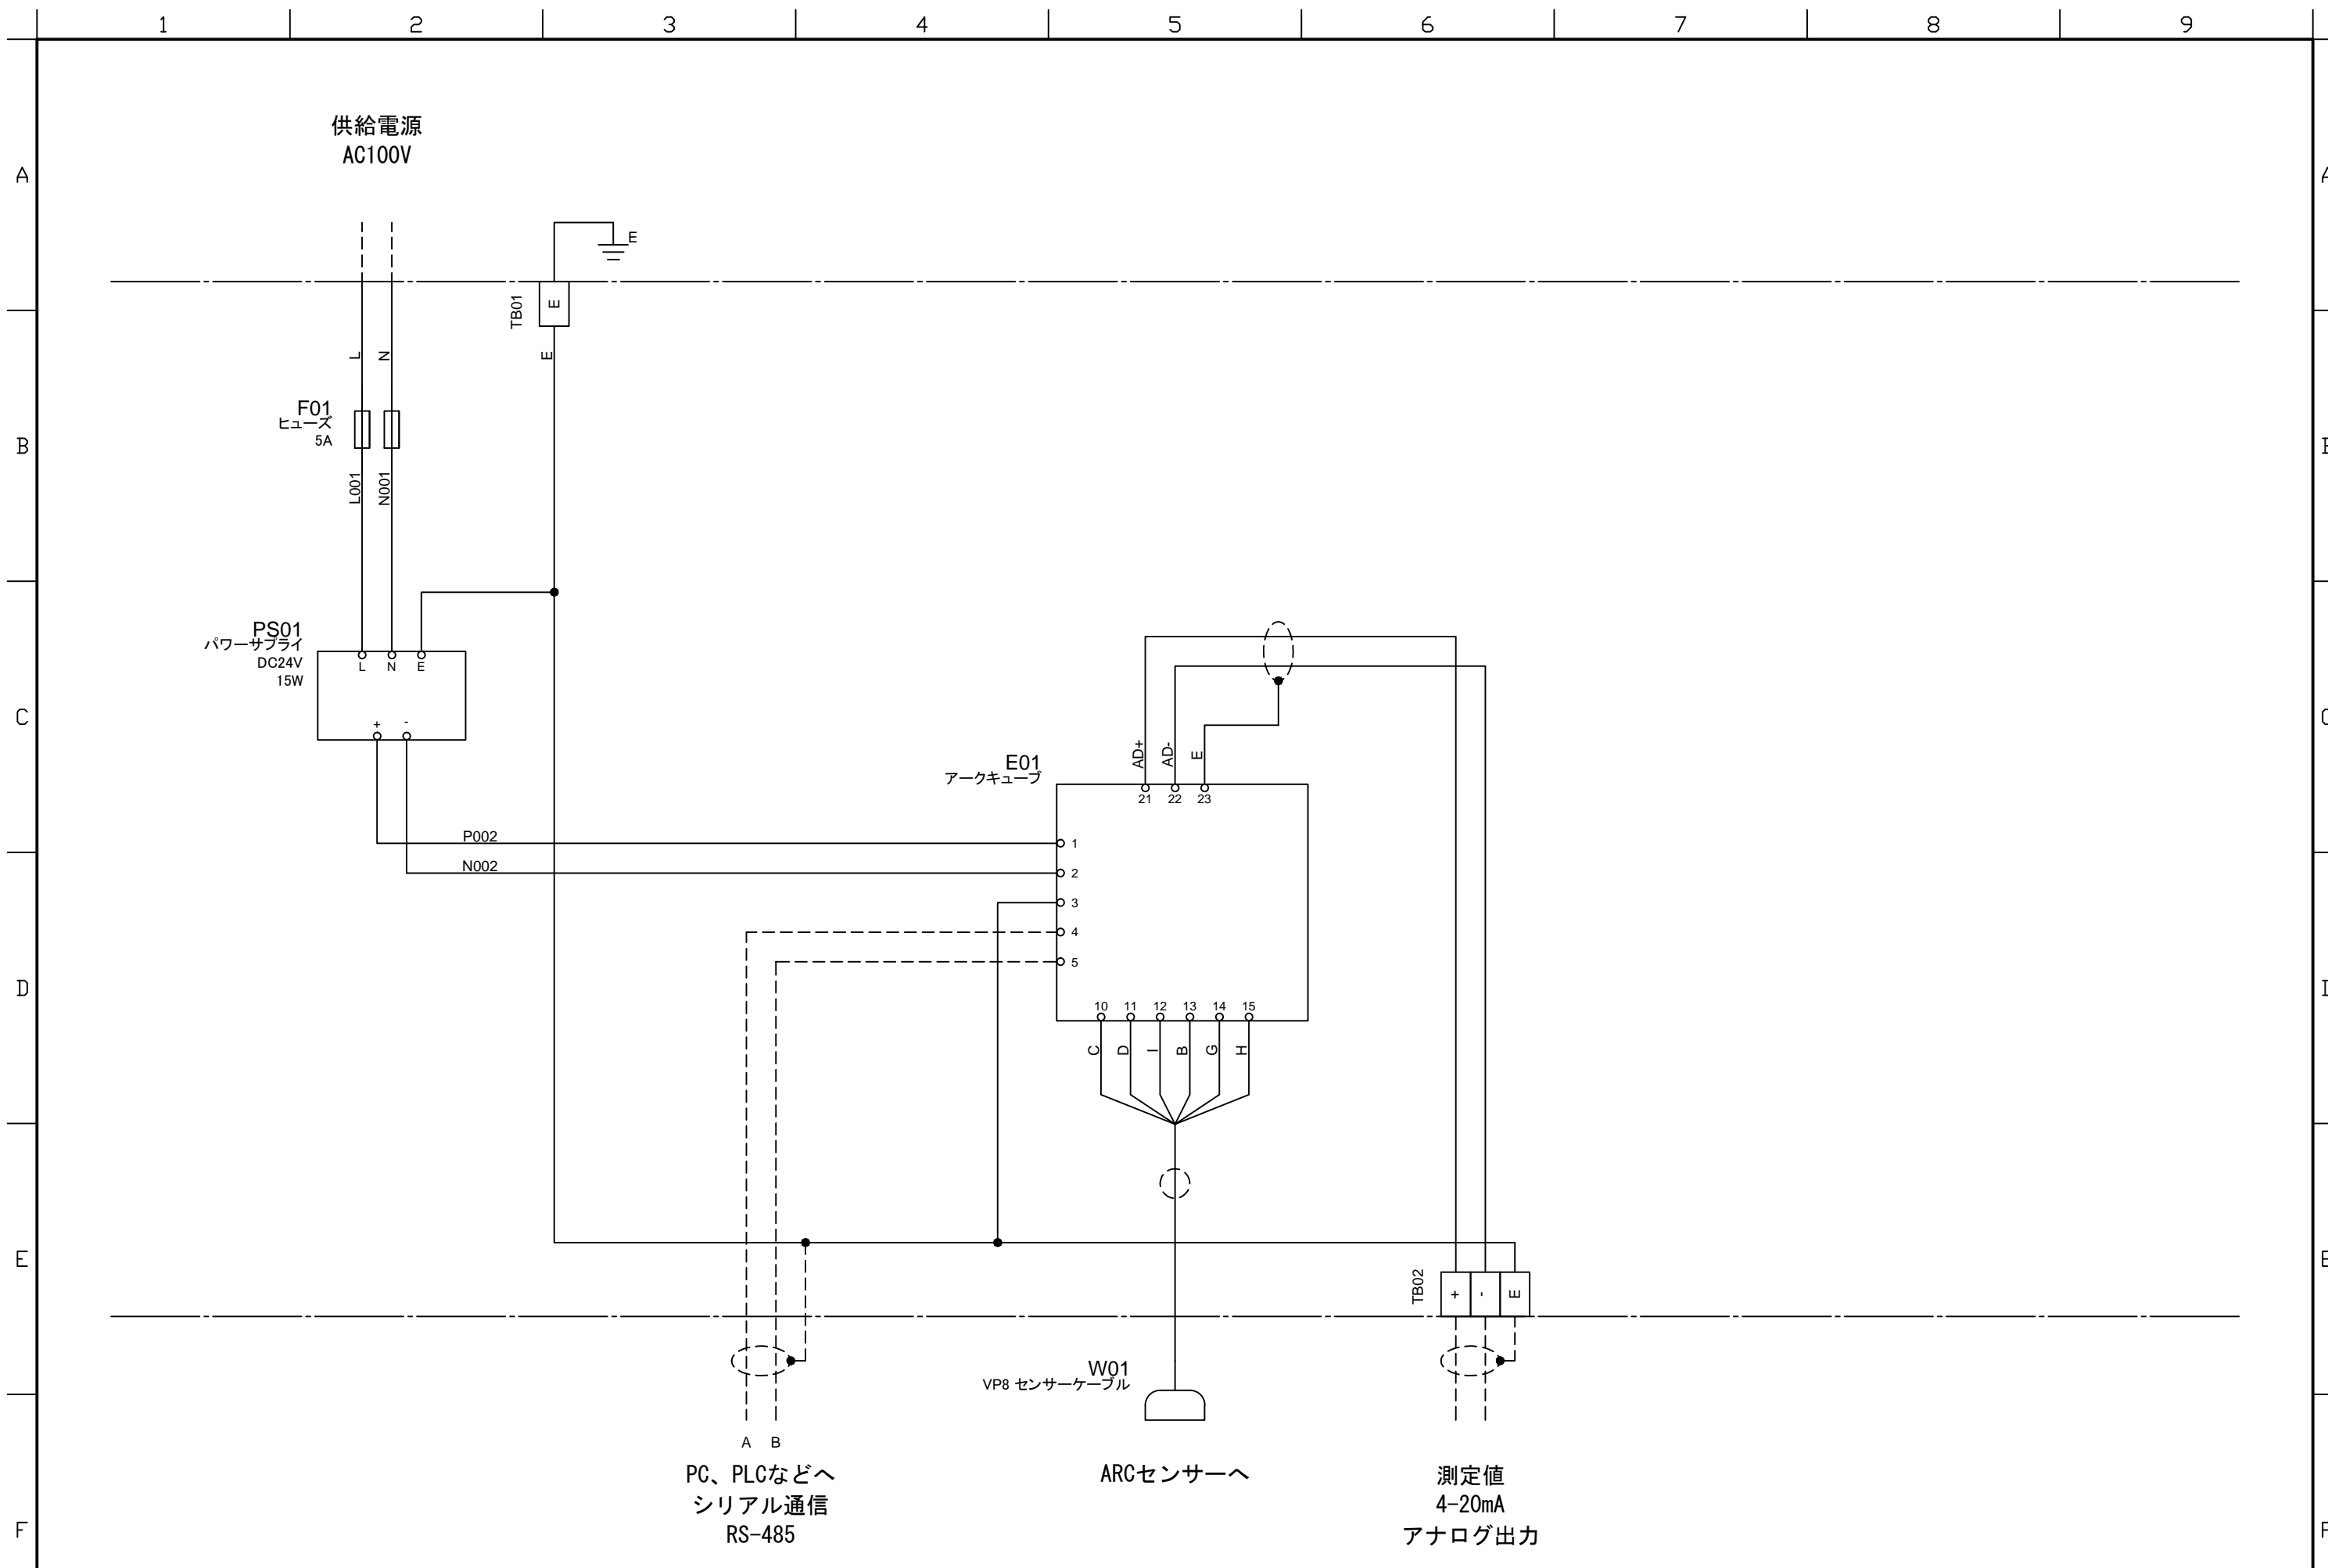 1 2 3 4 5 6 7 8 9
供給電源
AC100V
A
E
TB01
E
L N E
F01
ヒューズ
5A
B
L001 N001
PS01
パワーサプライ
DC24V
15W
L N E
+ -
C
AD+ AD- E
E01
アークキューブ
21 22 23
P002
1
N002
2
3
4
5
D
10 11 12 13 14 15
C D I B G H
E
TB02
+ - E
W01
VP8 センサーケーブル
A B
PC、PLCなどへ
シリアル通信
RS-485
ARCセンサーへ
測定値
4-20mA
アナログ出力
F